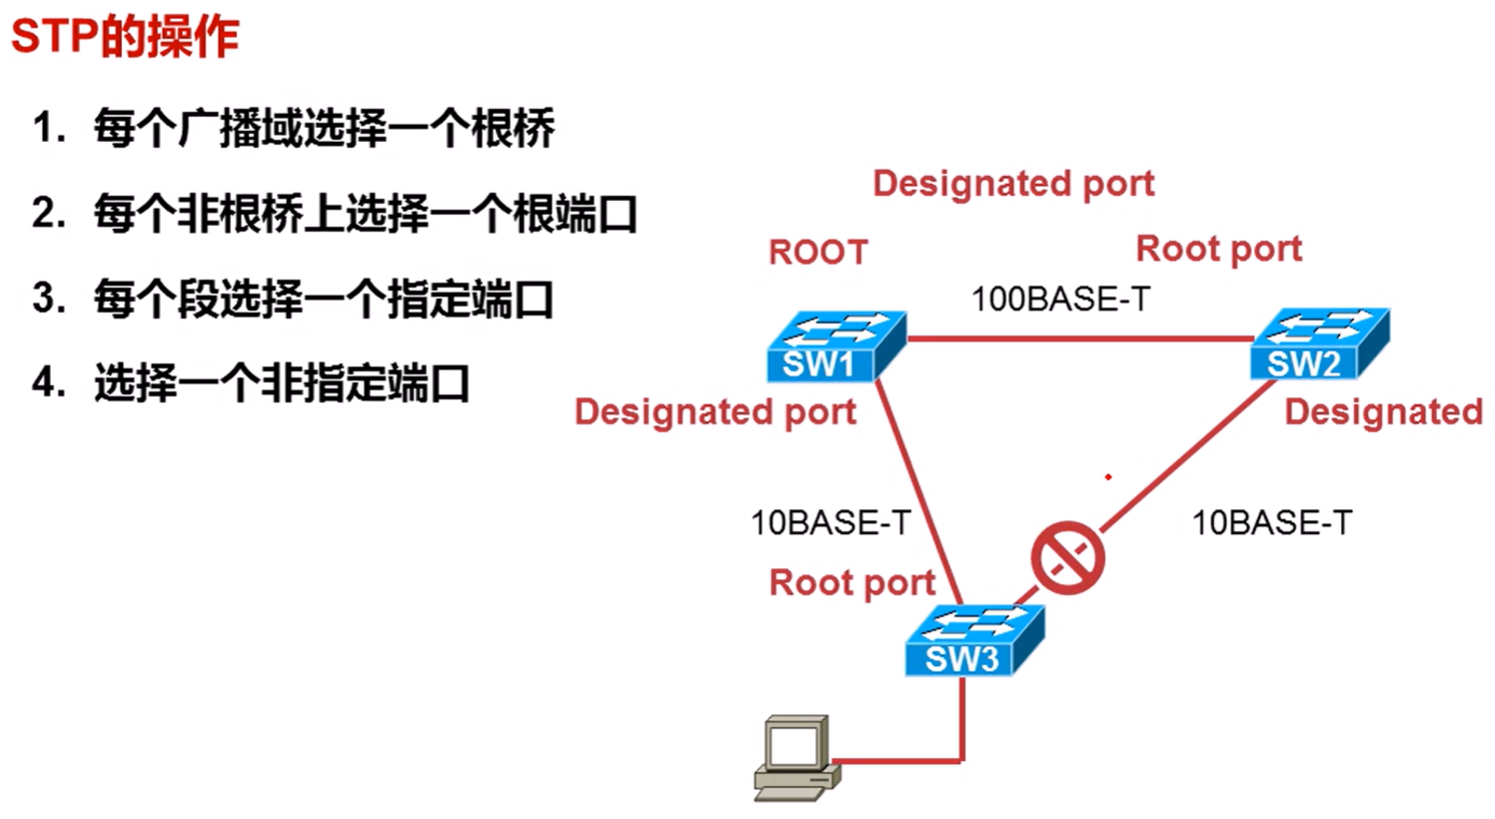 STP的操作
1. 每个广播域选择一个根桥
2. 每个非根桥上选择一个根端口
3. 每个段选择一个指定端口
4. 选择一个非指定端口
Designated port
ROOT
Root port
100BASE-T
SW1
SW2
Designated port
Designated
10BASE-T
10BASE-T
Root port
SW3